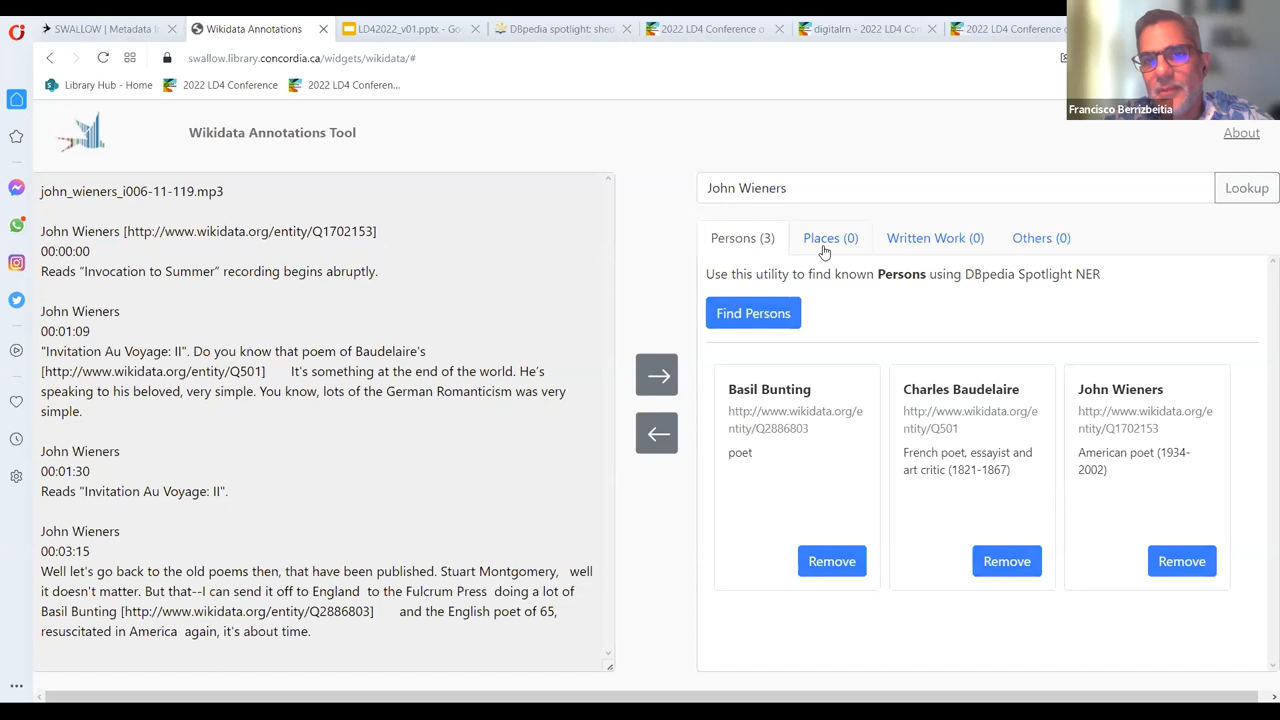 SWALLOW | Metadata
Wikidata Annotations
LD42022_v01.pptx - Go
DBpedia spotlight: shed
2022 LD4 Conference o
digitalrn - 2022 LD4 Con
2022 LD4 Conference on
swallow.library.concordia.ca/widgets/wikidata/#
Library Hub - Home
2022 LD4 Conference
2022 LD4 Conferen...
Francisco Berrizbeitia
Wikidata Annotations Tool
About
john_wieners_i006-11-119.mp3
John Wieners [http://www.wikidata.org/entity/Q1702153]
00:00:00
Reads “Invocation to Summer” recording begins abruptly.
John Wieners
00:01:09
"Invitation Au Voyage: II". Do you know that poem of Baudelaire's
[http://www.wikidata.org/entity/Q501] It's something at the end of the world. He's
speaking to his beloved, very simple. You know, lots of the German Romanticism was very
simple.
John Wieners
00:01:30
Reads "Invitation Au Voyage: II".
John Wieners
00:03:15
Well let's go back to the old poems then, that have been published. Stuart Montgomery, well
it doesn't matter. But that--I can send it off to England to the Fulcrum Press doing a lot of
Basil Bunting [http://www.wikidata.org/entity/Q2886803] and the English poet of 65,
resuscitated in America again, it's about time.
John Wieners
Lookup
Persons (3)
Places (0)
Written Work (0)
Others (0)
Use this utility to find known Persons using DBpedia Spotlight NER
Find Persons
Basil Bunting
http://www.wikidata.org/e
ntity/Q2886803
poet
Remove
Charles Baudelaire
http://www.wikidata.org/e
ntity/Q501
French poet, essayist and
art critic (1821-1867)
Remove
John Wieners
http://www.wikidata.org/e
ntity/Q1702153
American poet (1934-
2002)
Remove